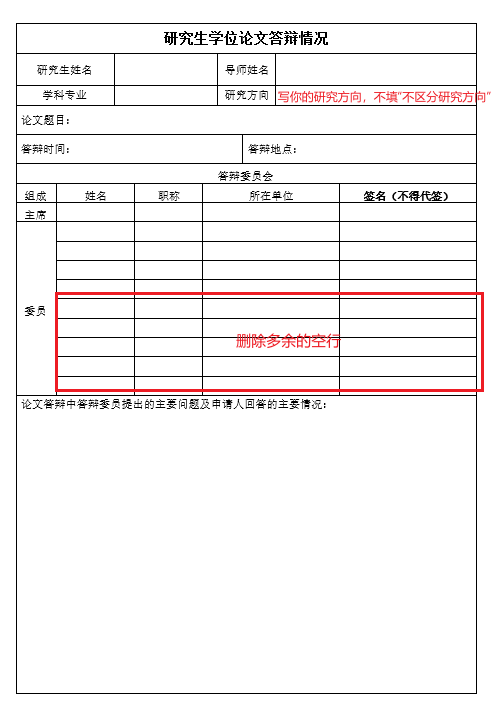 研究生学位论文答辩情况
研究生姓名 导师姓名
学科专业 研究方向 写你的研究方向，不填"不区分研究方向"
论文题目：
答辩时间： 答辩地点：
答辩委员会
组成 姓名 职称 所在单位 签名（不得代签）
主席
委员
删除多余的空行
论文答辩中答辩委员提出的主要问题及申请人回答的主要情况：